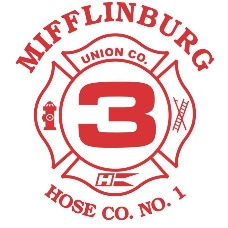 MIFFLINBURG
UNION CO.
3
H
HOSE CO. NO. 1